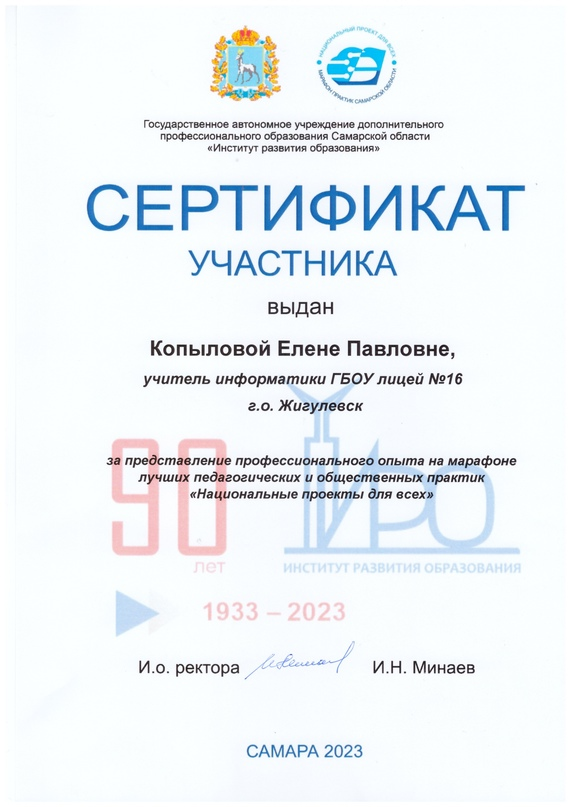 НАЦИОНАЛЬНЫЙ ПРОЕКТ ДЛЯ ВСЕХ
МАРАФОН ПРАКТИК САМАРСКОЙ ОБЛАСТИ
Государственное автономное учреждение дополнительного
профессионального образования Самарской области
«Институт развития образования»
СЕРТИФИКАТ
УЧАСТНИКА
выдан
Копыловой Елене Павловне,
учитель информатики ГБОУ лицей №16
г.о. Жигулевск
за представление профессионального опыта на марафоне
лучших педагогических и общественных практик
«Национальные проекты для всех»
90 ИРО
лет
ИНСТИТУТ РАЗВИТИЯ ОБРАЗОВАНИЯ
1933 – 2023
И.о. ректора И.Н. Минаев
САМАРА 2023